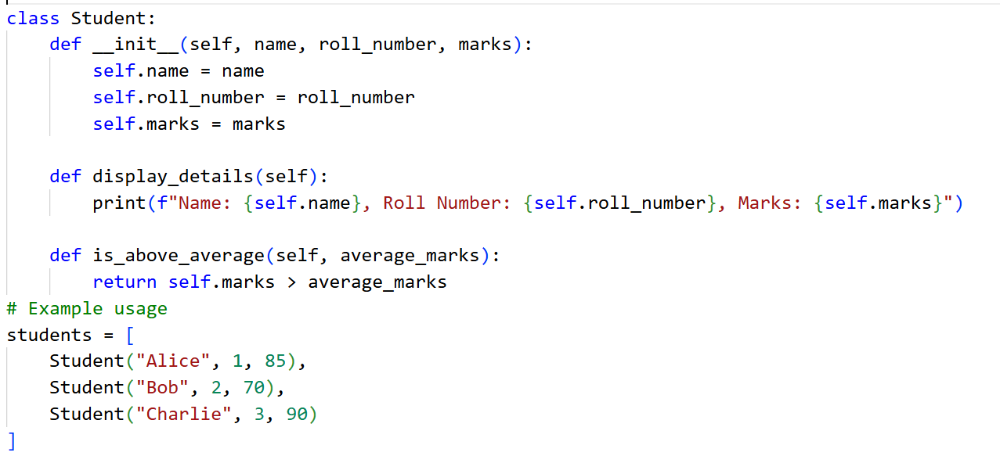 class Student:
    def __init__(self, name, roll_number, marks):
        self.name = name
        self.roll_number = roll_number
        self.marks = marks
    def display_details(self):
        print(f"Name: {self.name}, Roll Number: {self.roll_number}, Marks: {self.marks}")
    def is_above_average(self, average_marks):
        return self.marks > average_marks
# Example usage
students = [
    Student("Alice", 1, 85),
    Student("Bob", 2, 70),
    Student("Charlie", 3, 90)
]